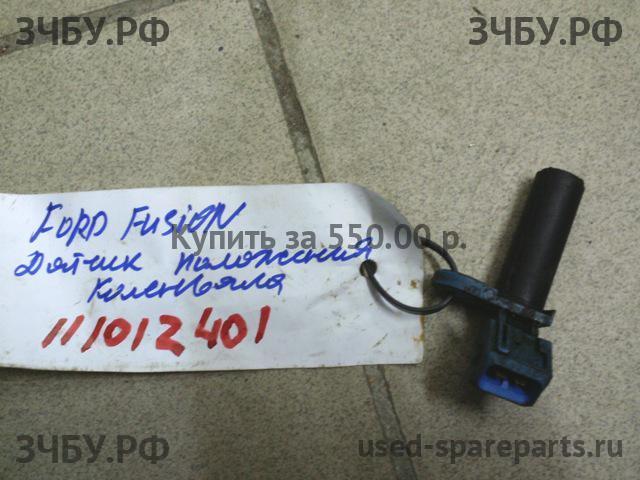 ЗЧБУ.РФ
ЗЧБУ.РФ
FORD FUSION
Купить за 550.00 р.
Датчик положения
коленвала
111012401
ЗЧБУ.РФ
used-spareparts.ru